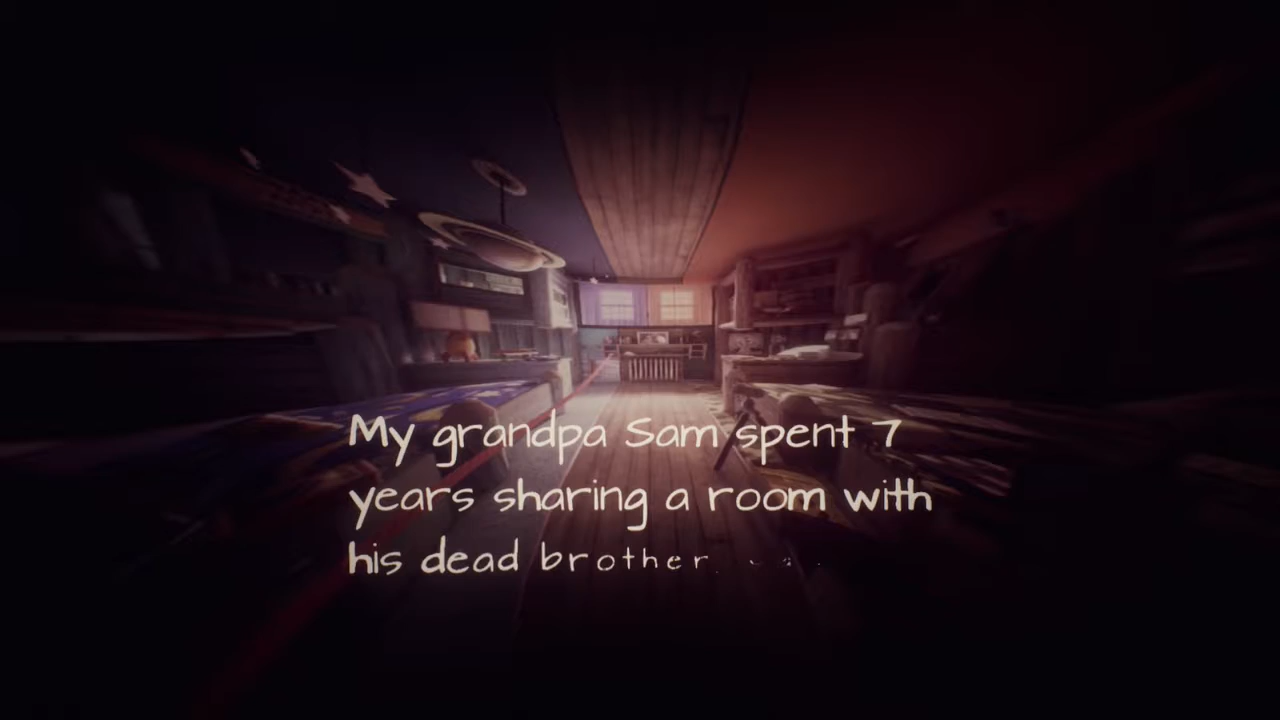 My grandpa Sam spent 7
years sharing a room with
his dead brother.